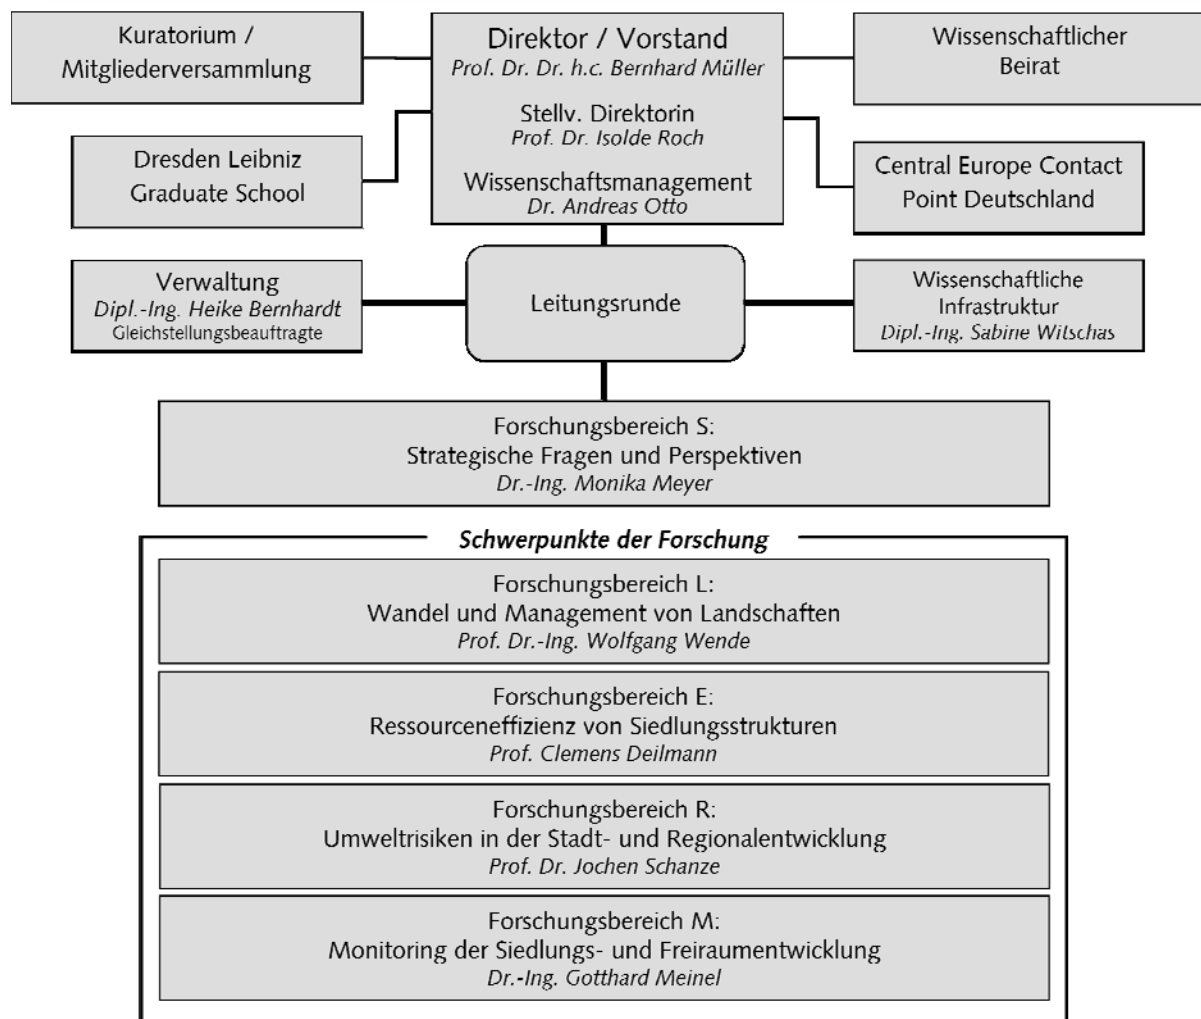 Kuratorium /
Mitgliederversammlung
Direktor / Vorstand
Prof. Dr. Dr. h.c. Bernhard Müller
Stellv. Direktorin
Prof. Dr. Isolde Roch
Wissenschaftsmanagement
Dr. Andreas Otto
Wissenschaftlicher
Beirat
Dresden Leibniz
Graduate School
Central Europe Contact
Point Deutschland
Verwaltung
Dipl.-Ing. Heike Bernhardt
Gleichstellungsbeauftragte
Leitungsrunde
Wissenschaftliche
Infrastruktur
Dipl.-Ing. Sabine Witschas
Forschungsbereich S:
Strategische Fragen und Perspektiven
Dr.-Ing. Monika Meyer
Schwerpunkte der Forschung
Forschungsbereich L:
Wandel und Management von Landschaften
Prof. Dr.-Ing. Wolfgang Wende
Forschungsbereich E:
Ressourceneffizienz von Siedlungsstrukturen
Prof. Clemens Deilmann
Forschungsbereich R:
Umweltrisiken in der Stadt- und Regionalentwicklung
Prof. Dr. Jochen Schanze
Forschungsbereich M:
Monitoring der Siedlungs- und Freiraumentwicklung
Dr.-Ing. Gotthard Meinel